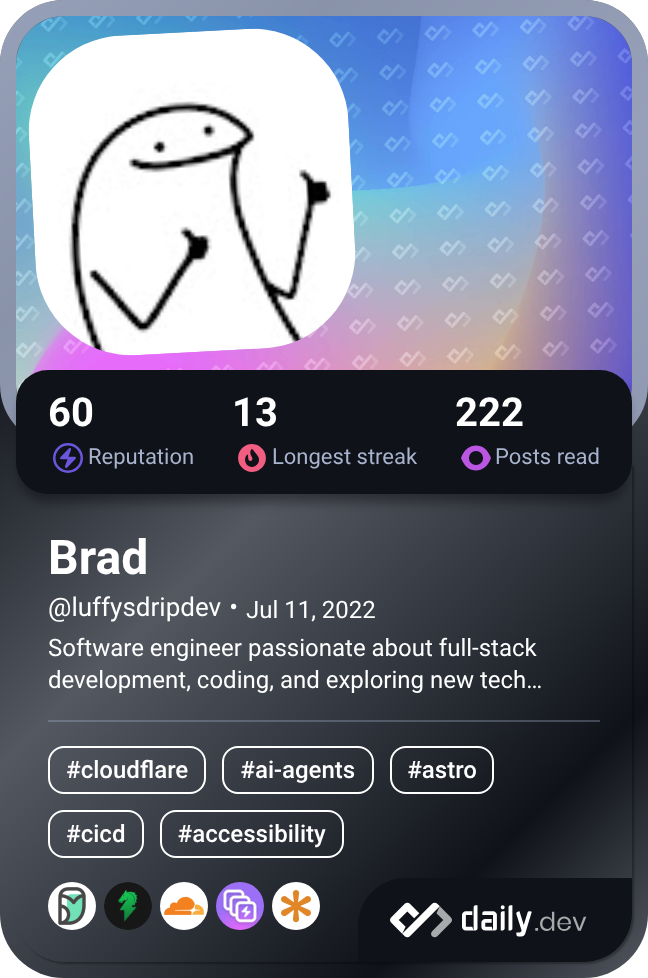 60 13 222
Reputation Longest streak Posts read
Brad
@luffysdripdev • Jul 11, 2022
Software engineer passionate about full-stack
development, coding, and exploring new tech...
#cloudflare #ai-agents #astro
#cicd #accessibility
daily.dev